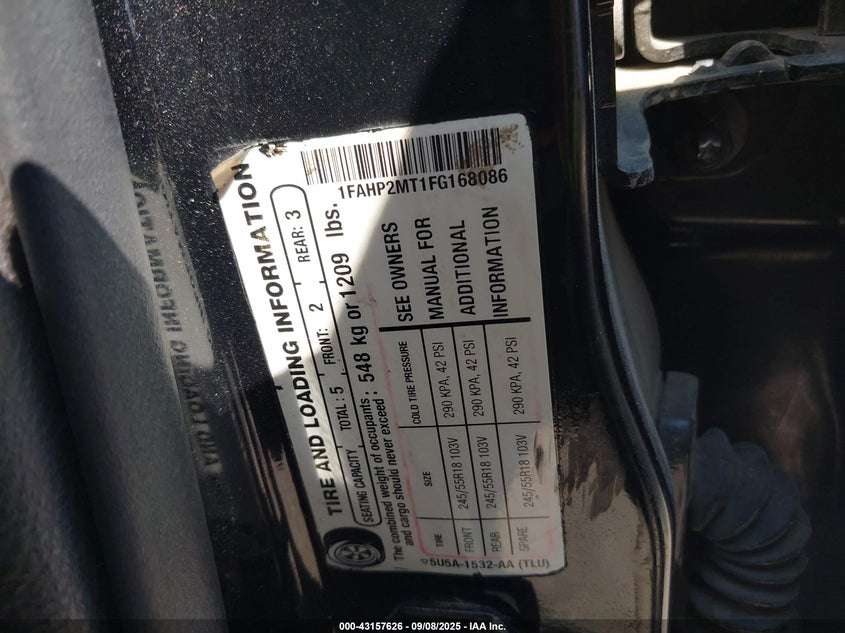 1FAHP2MT1FG168086
TIRE AND LOADING INFORMATION
SEATING CAPACITY TOTAL: 5 FRONT: 2 REAR: 3
The combined weight of occupants and cargo should never exceed: 548 kg or 1209 lbs.
TIRE SIZE COLD TIRE PRESSURE
FRONT 245/55R18 103V 290 KPA, 42 PSI
REAR 245/55R18 103V 290 KPA, 42 PSI
SPARE 245/55R18 103V 290 KPA, 42 PSI
SEE OWNERS
MANUAL FOR
ADDITIONAL
INFORMATION
5U5A-1532-AA (TLU)
000-43157626 - 09/08/2025 - IAA Inc.